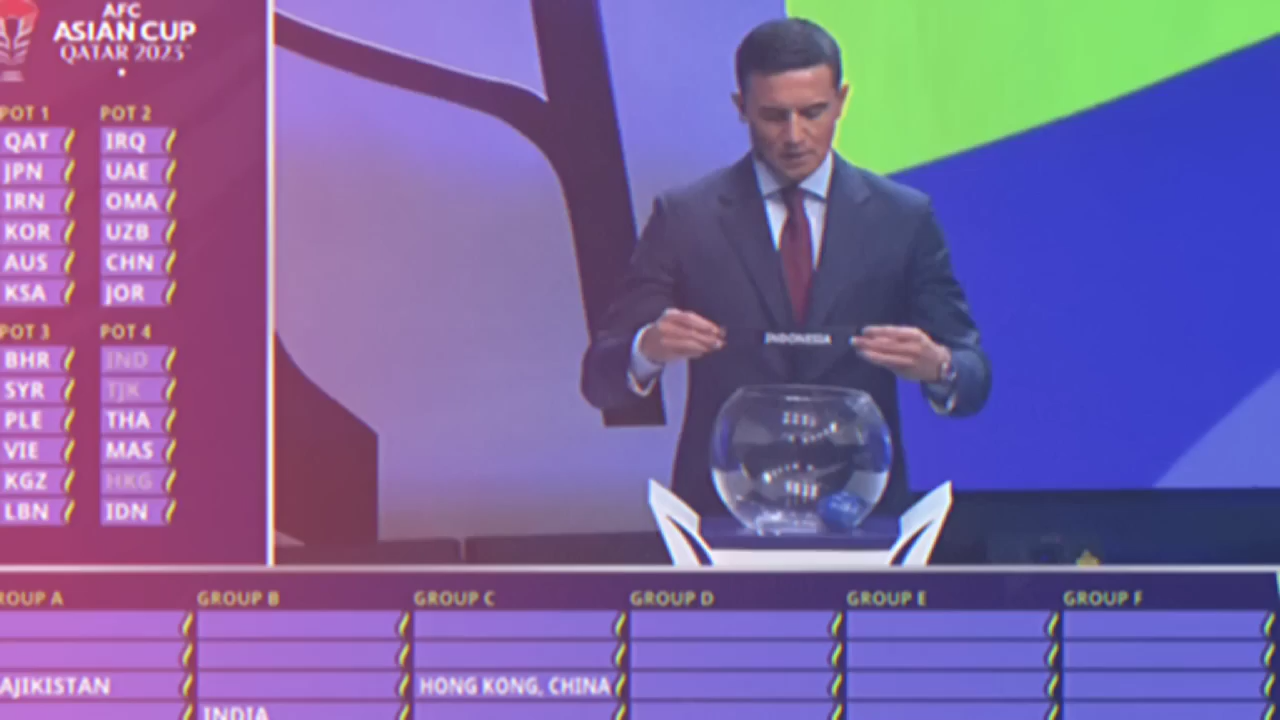 AFC
ASIAN CUP
QATAR 2023
POT 1 POT 2
QAT IRQ
JPN UAE
IRN OMA
KOR UZB
AUS CHN
KSA JOR
POT 3 POT 4
BHR IND
SYR TJK
PLE THA
VIE MAS
KGZ HKG
LBN IDN
INDONESIA
ROUP A GROUP B GROUP C GROUP D GROUP E GROUP F
AJIKISTAN HONG KONG, CHINA
INDIA